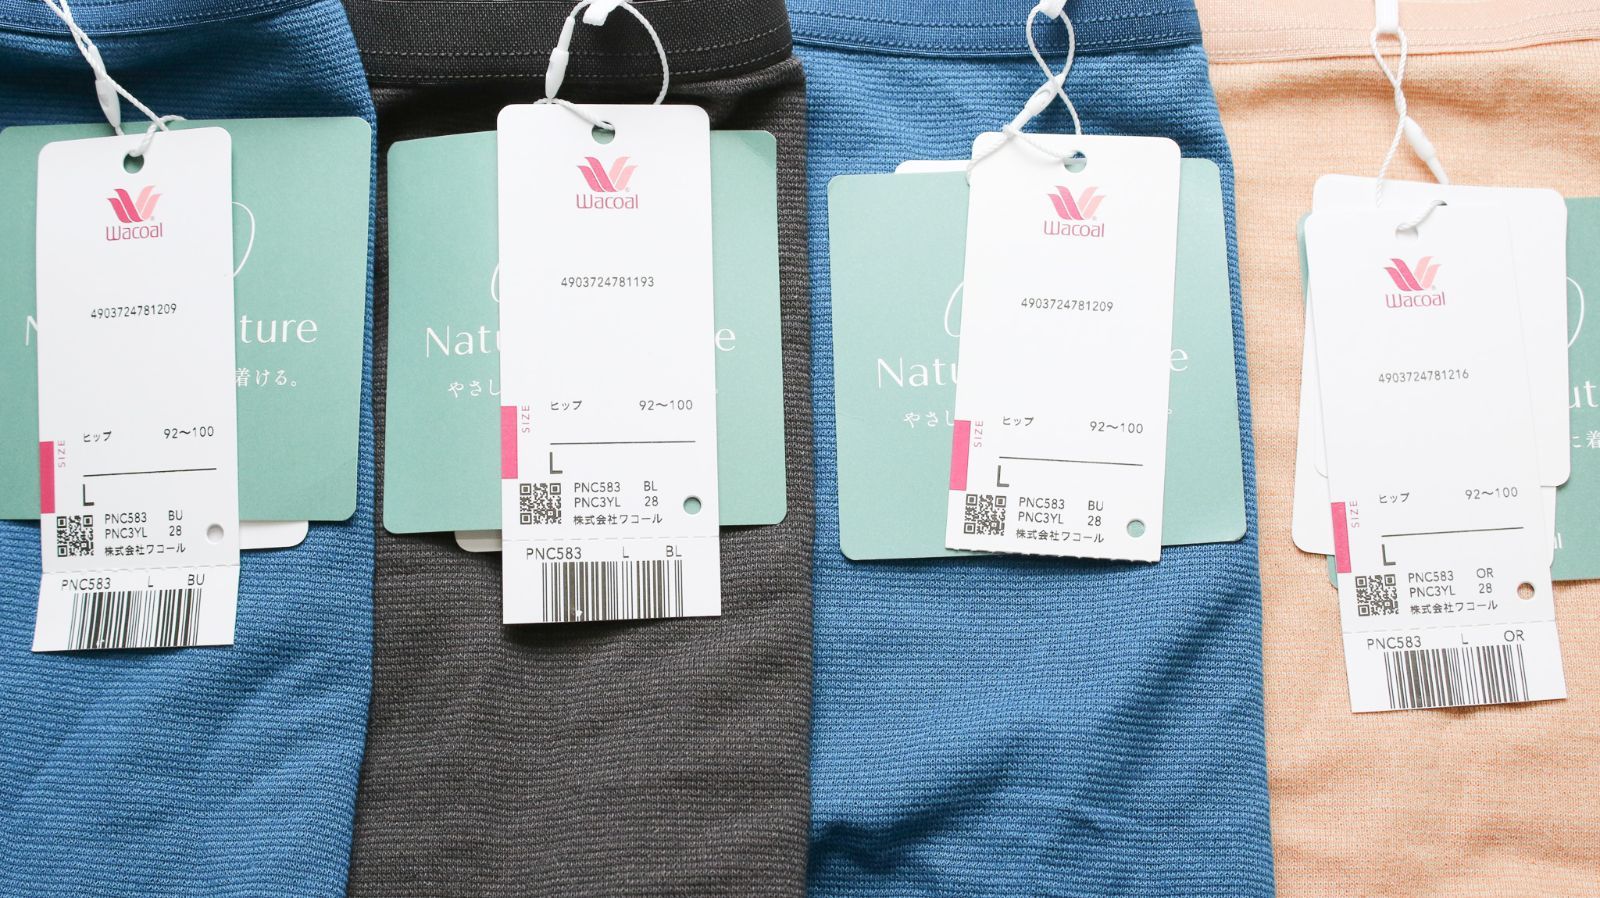 Wacoal
4903724781209
ture
着ける。
ヒップ 92～100
SIZE
L
PNC583 BU
PNC3YL 28
株式会社ワコール
PNC583 L BU
Wacoal
4903724781193
Natu e
やさし
ヒップ 92～100
SIZE
L
PNC583 BL
PNC3YL 28
株式会社ワコール
PNC583 L BL
Wacoal
4903724781209
Natu e
やさし
ヒップ 92～100
SIZE
L
PNC583 BU
PNC3YL 28
株式会社ワコール
Wacoal
4903724781216
ut
に着
ヒップ 92～100
SIZE
L
PNC583 OR
PNC3YL 28
株式会社ワコール
PNC583 L OR